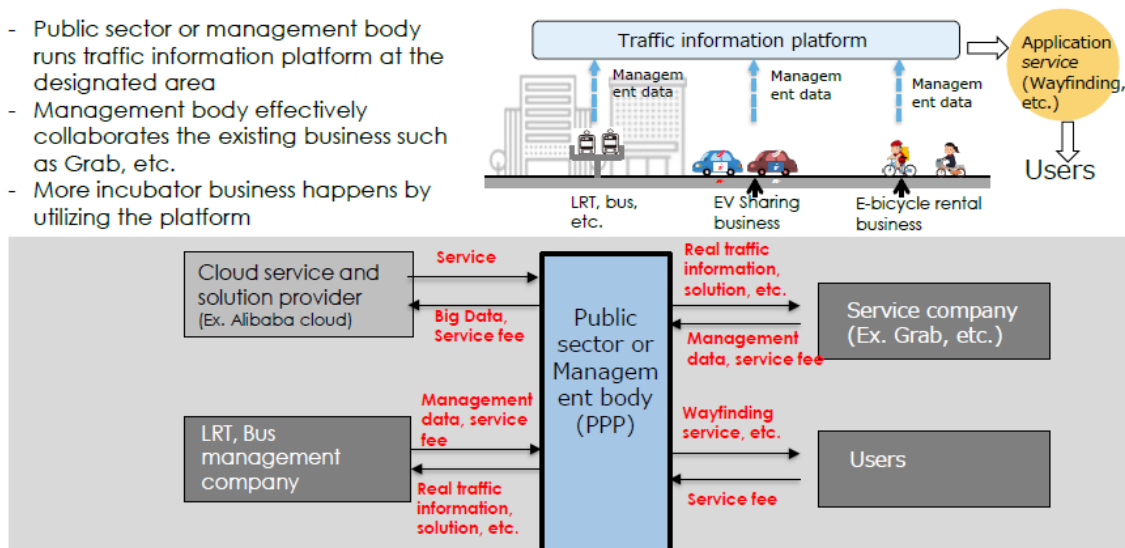 - Public sector or management body
runs traffic information platform at the
designated area
- Management body effectively
collaborates the existing business such
as Grab, etc.
- More incubator business happens by
utilizing the platform
Traffic information platform
Managem
ent data
Managem
ent data
Managem
ent data
Application
service
(Wayfinding,
etc.)
Users
LRT, bus,
etc.
EV Sharing
business
E-bicycle rental
business
Cloud service and
solution provider
(Ex. Alibaba cloud)
Service
Big Data,
Service fee
Public
sector or
Managem
ent body
(PPP)
Real traffic
information,
solution, etc.
Management
data, service fee
Service company
(Ex. Grab, etc.)
LRT, Bus
management
company
Management
data, service
fee
Real traffic
information,
solution, etc.
Wayfinding
service, etc.
Service fee
Users